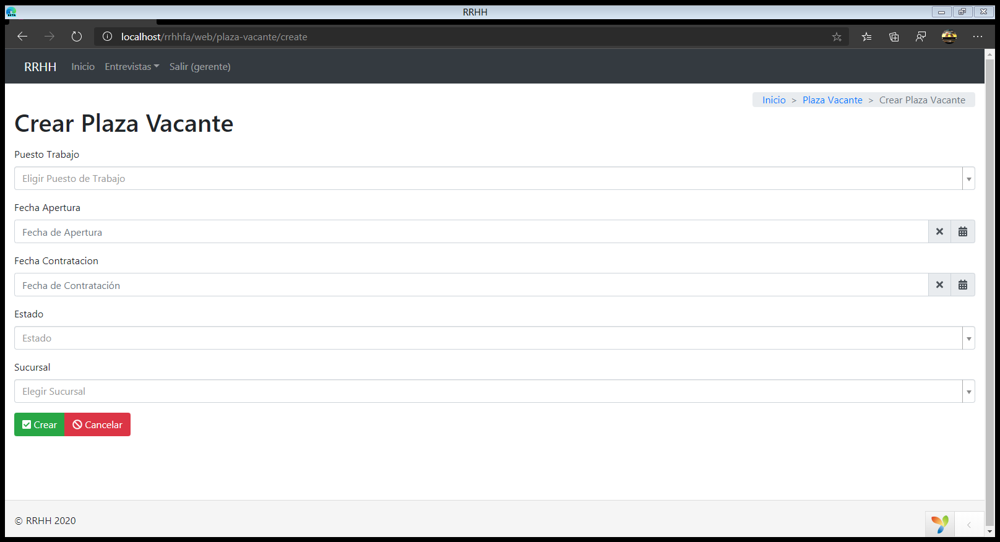 RRHH
localhost/rrhhfa/web/plaza-vacante/create
RRHH Inicio Entrevistas Salir (gerente)
Inicio > Plaza Vacante > Crear Plaza Vacante
Crear Plaza Vacante
Puesto Trabajo
Eligir Puesto de Trabajo
Fecha Apertura
Fecha de Apertura
Fecha Contratacion
Fecha de Contratación
Estado
Estado
Sucursal
Elegir Sucursal
Crear Cancelar
© RRHH 2020